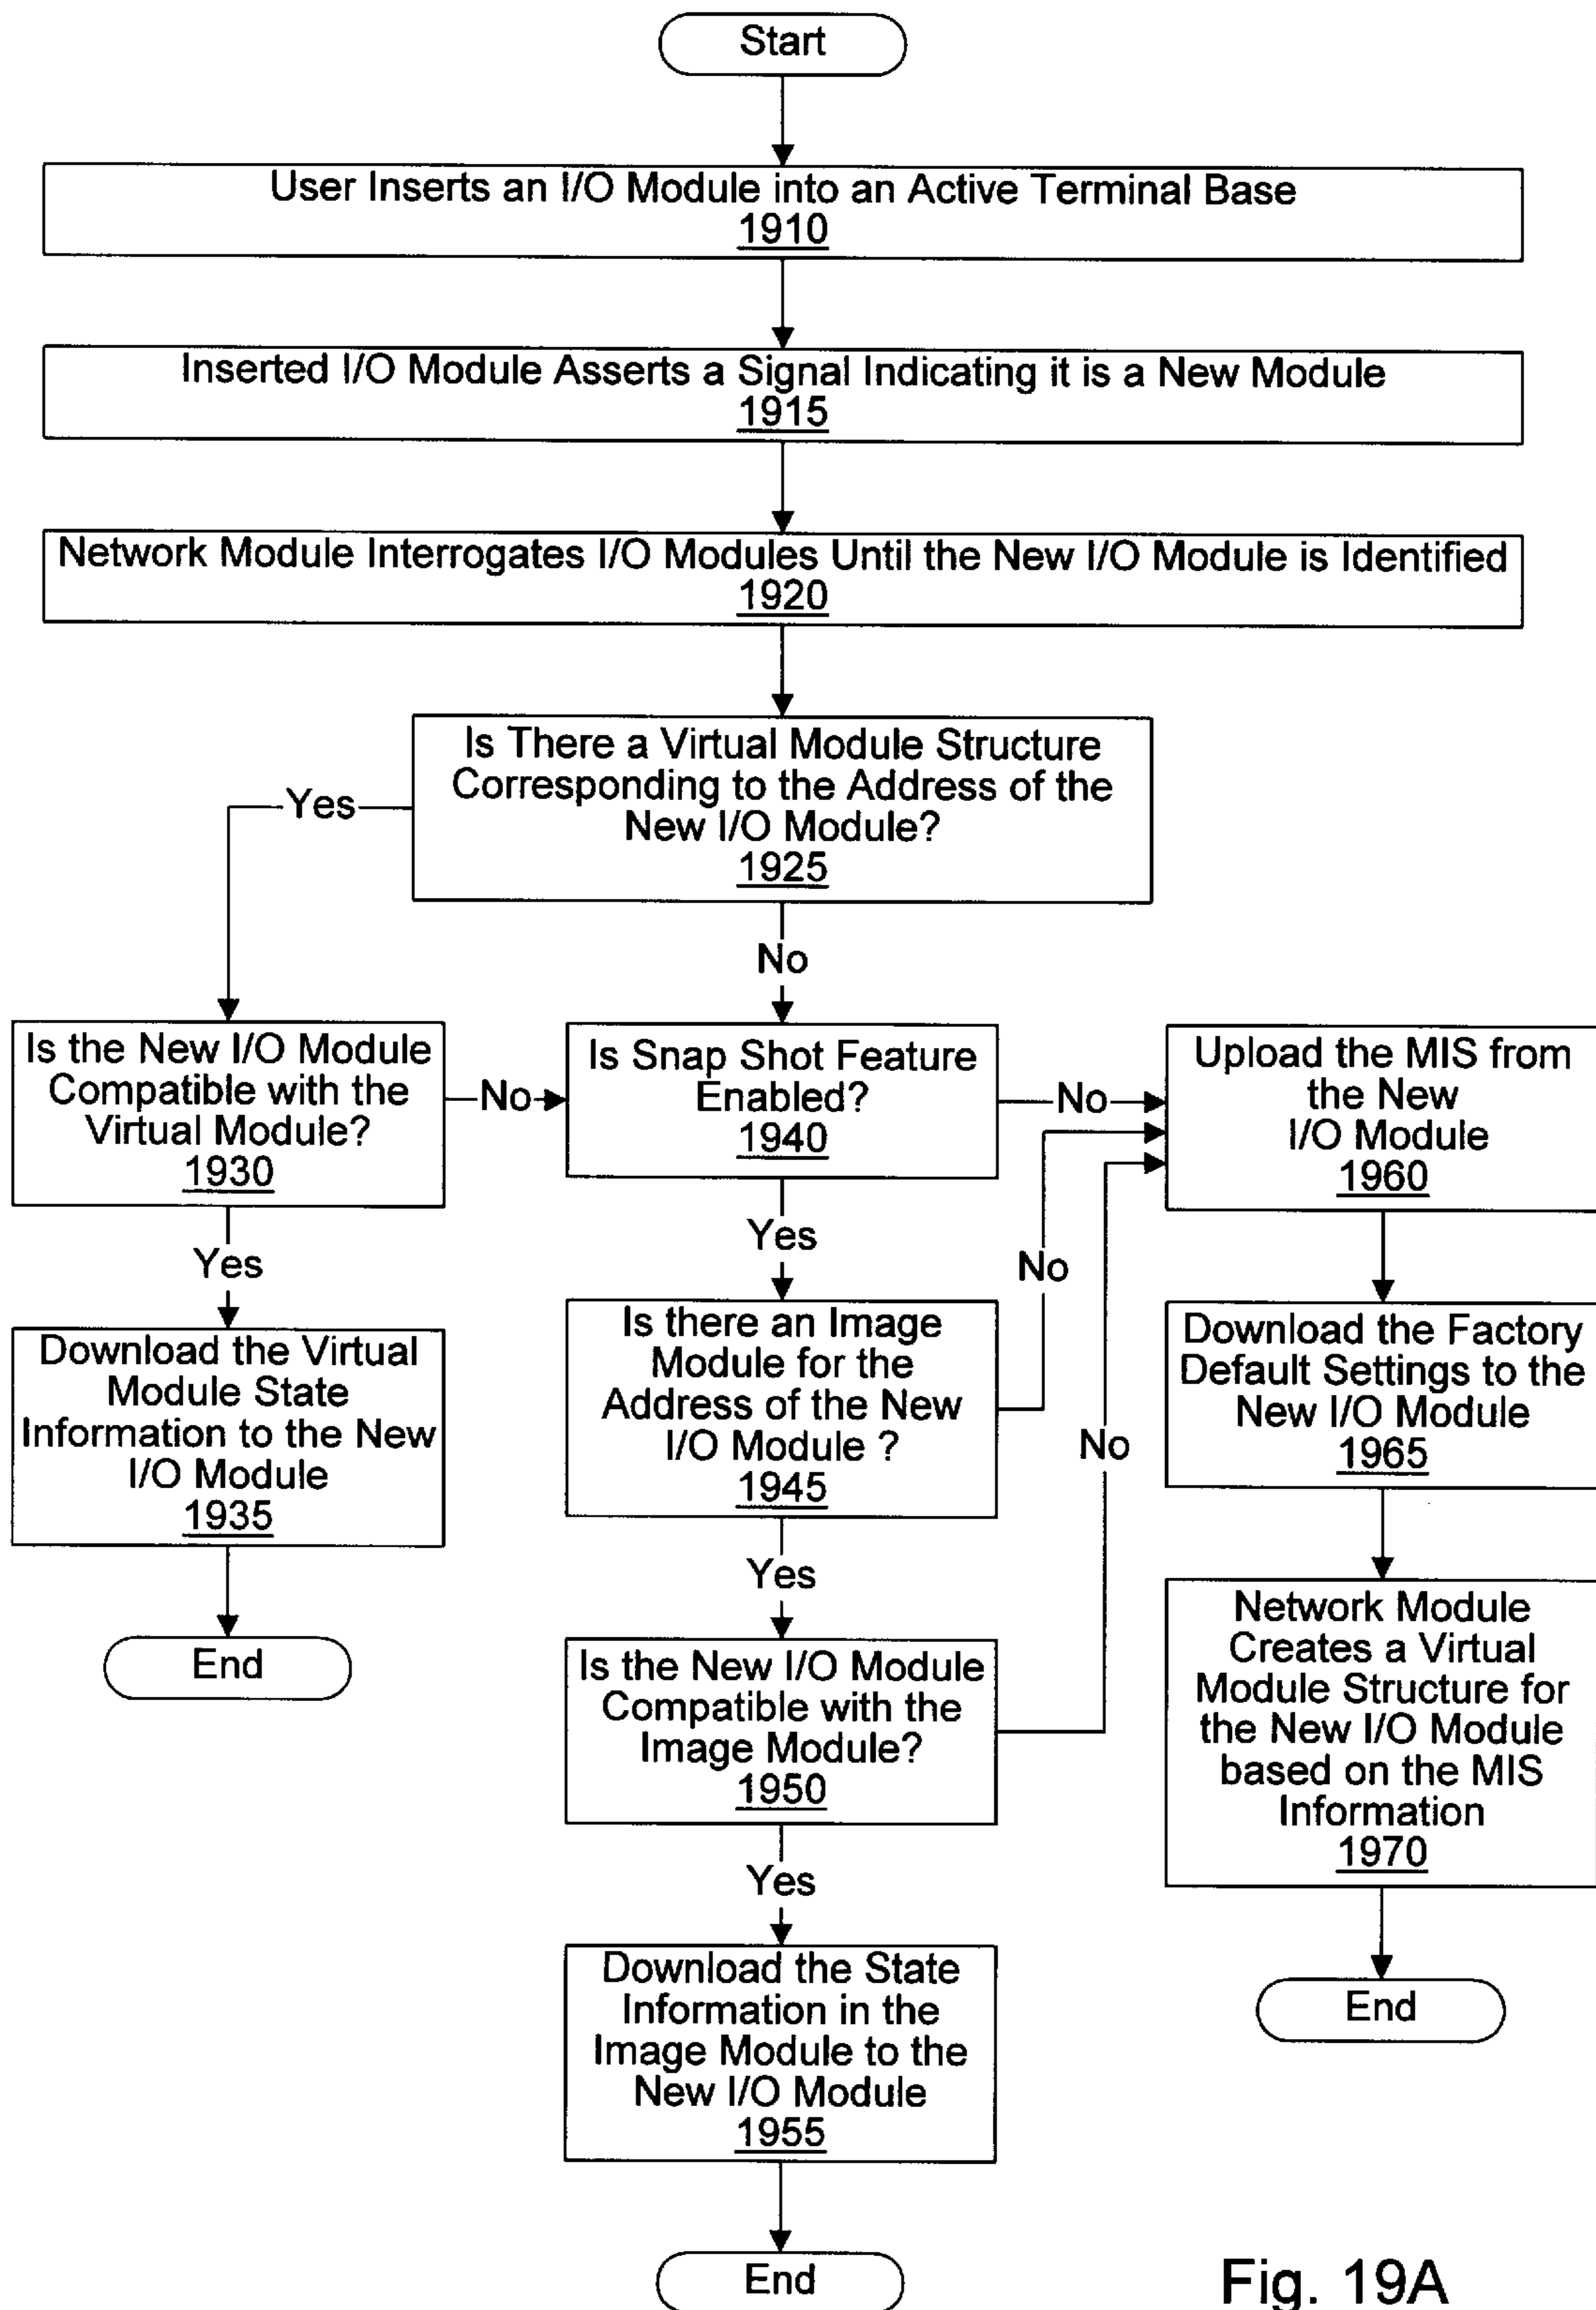 Start
User Inserts an I/O Module into an Active Terminal Base
1910
Inserted I/O Module Asserts a Signal Indicating it is a New Module
1915
Network Module Interrogates I/O Modules Until the New I/O Module is Identified
1920
Is There a Virtual Module Structure
Corresponding to the Address of the
New I/O Module?
1925
Yes
No
Is the New I/O Module
Compatible with the
Virtual Module?
1930
No
Yes
Download the Virtual
Module State
Information to the New
I/O Module
1935
End
Is Snap Shot Feature
Enabled?
1940
No
Yes
Is there an Image
Module for the
Address of the New
I/O Module ?
1945
No
Yes
Is the New I/O Module
Compatible with the
Image Module?
1950
No
Yes
Download the State
Information in the
Image Module to the
New I/O Module
1955
End
Upload the MIS from
the New
I/O Module
1960
Download the Factory
Default Settings to the
New I/O Module
1965
Network Module
Creates a Virtual
Module Structure for
the New I/O Module
based on the MIS
Information
1970
End
Fig. 19A